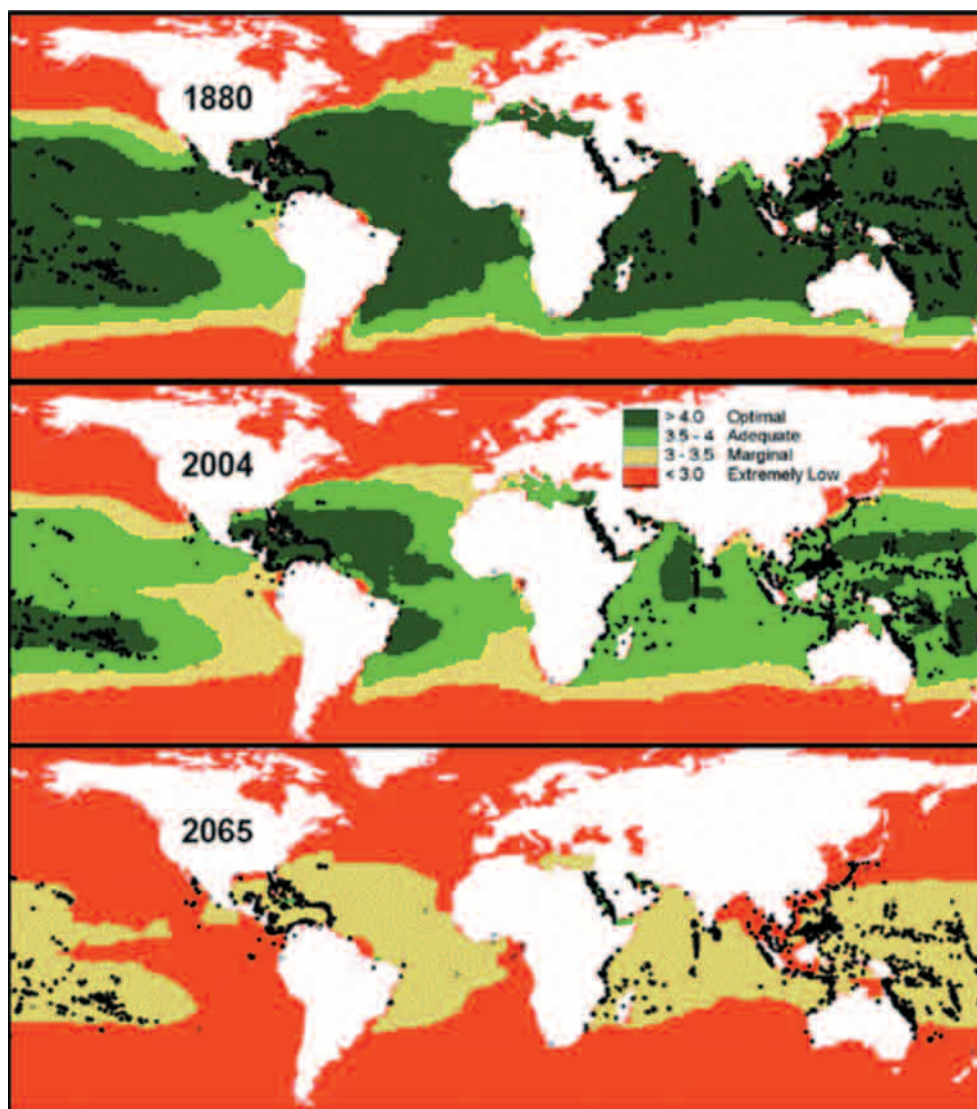 1880
2004
> 4.0 Optimal
3.5 - 4 Adequate
3 - 3.5 Marginal
< 3.0 Extremely Low
2065